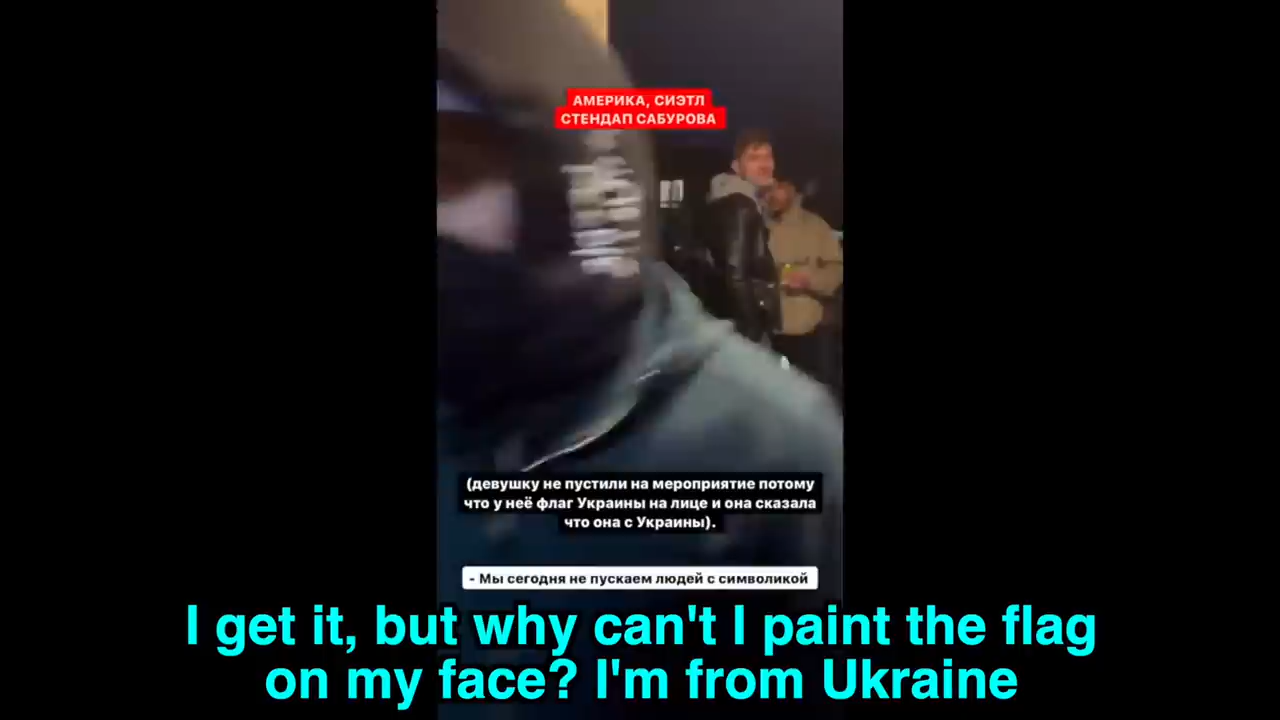 АМЕРИКА, СИЭТЛ
СТЕНДАП САБУРОВА
(девушку не пустили на мероприятие потому
что у неё флаг Украины на лице и она сказала
что она с Украины).
- Мы сегодня не пускаем людей с символикой
I get it, but why can't I paint the flag
on my face? I'm from Ukraine